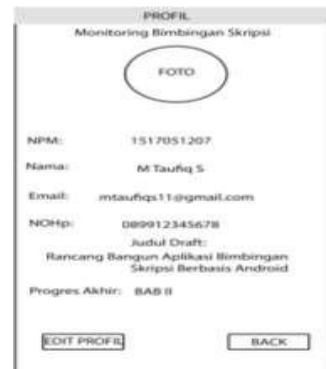 PROFIL
Monitoring Bimbingan Skripsi
FOTO
NPM: 1517051207
Nama: M Taufiq S
Email: mtaufiqs11@gmail.com
NOHp: 089912345678
Judul Draft:
Rancang Bangun Aplikasi Bimbingan
Skripsi Berbasis Android
Progres Akhir: BAB II
EDIT PROFIL BACK